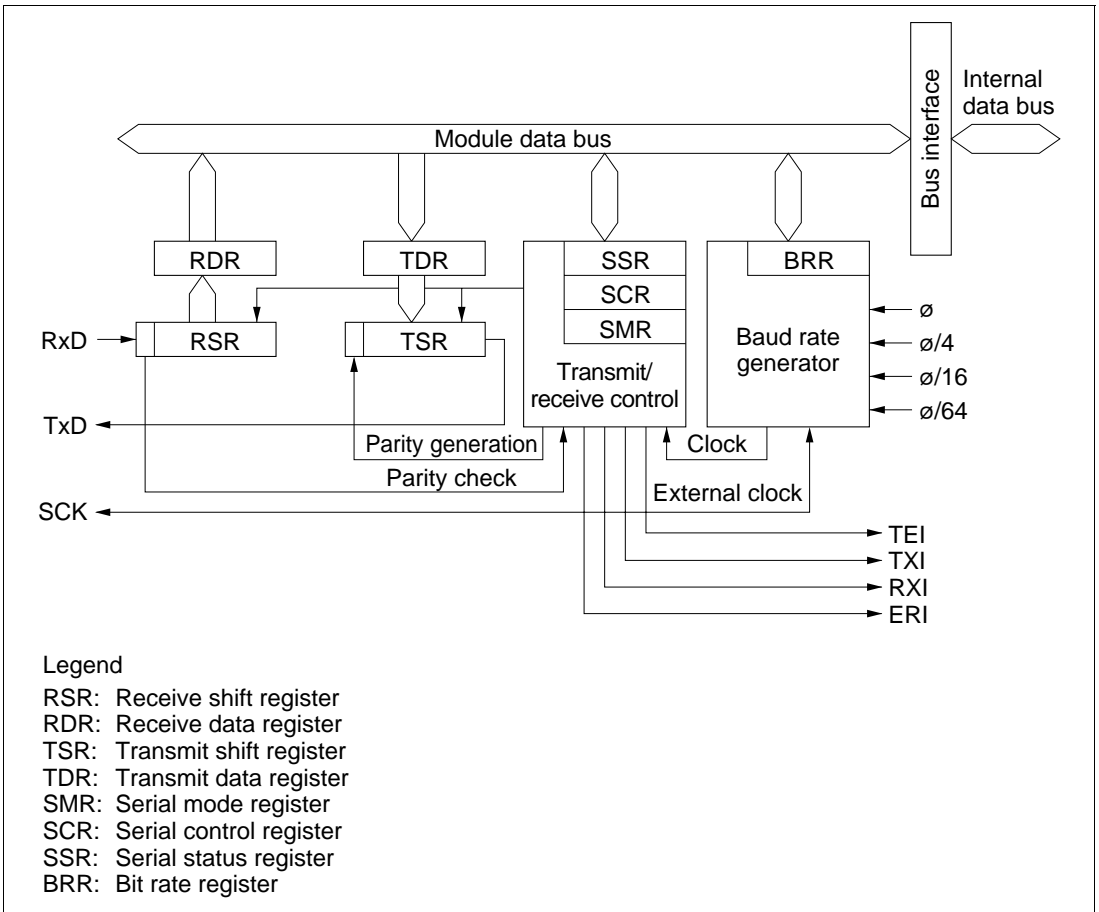 Bus interface
Internal
data bus
Module data bus
RDR
TDR
SSR
BRR
SCR
SMR
RxD
RSR
TSR
Baud rate
generator
ø
ø/4
ø/16
ø/64
Transmit/
receive control
TxD
Parity generation
Clock
Parity check
External clock
SCK
TEI
TXI
RXI
ERI
Legend
RSR: Receive shift register
RDR: Receive data register
TSR: Transmit shift register
TDR: Transmit data register
SMR: Serial mode register
SCR: Serial control register
SSR: Serial status register
BRR: Bit rate register